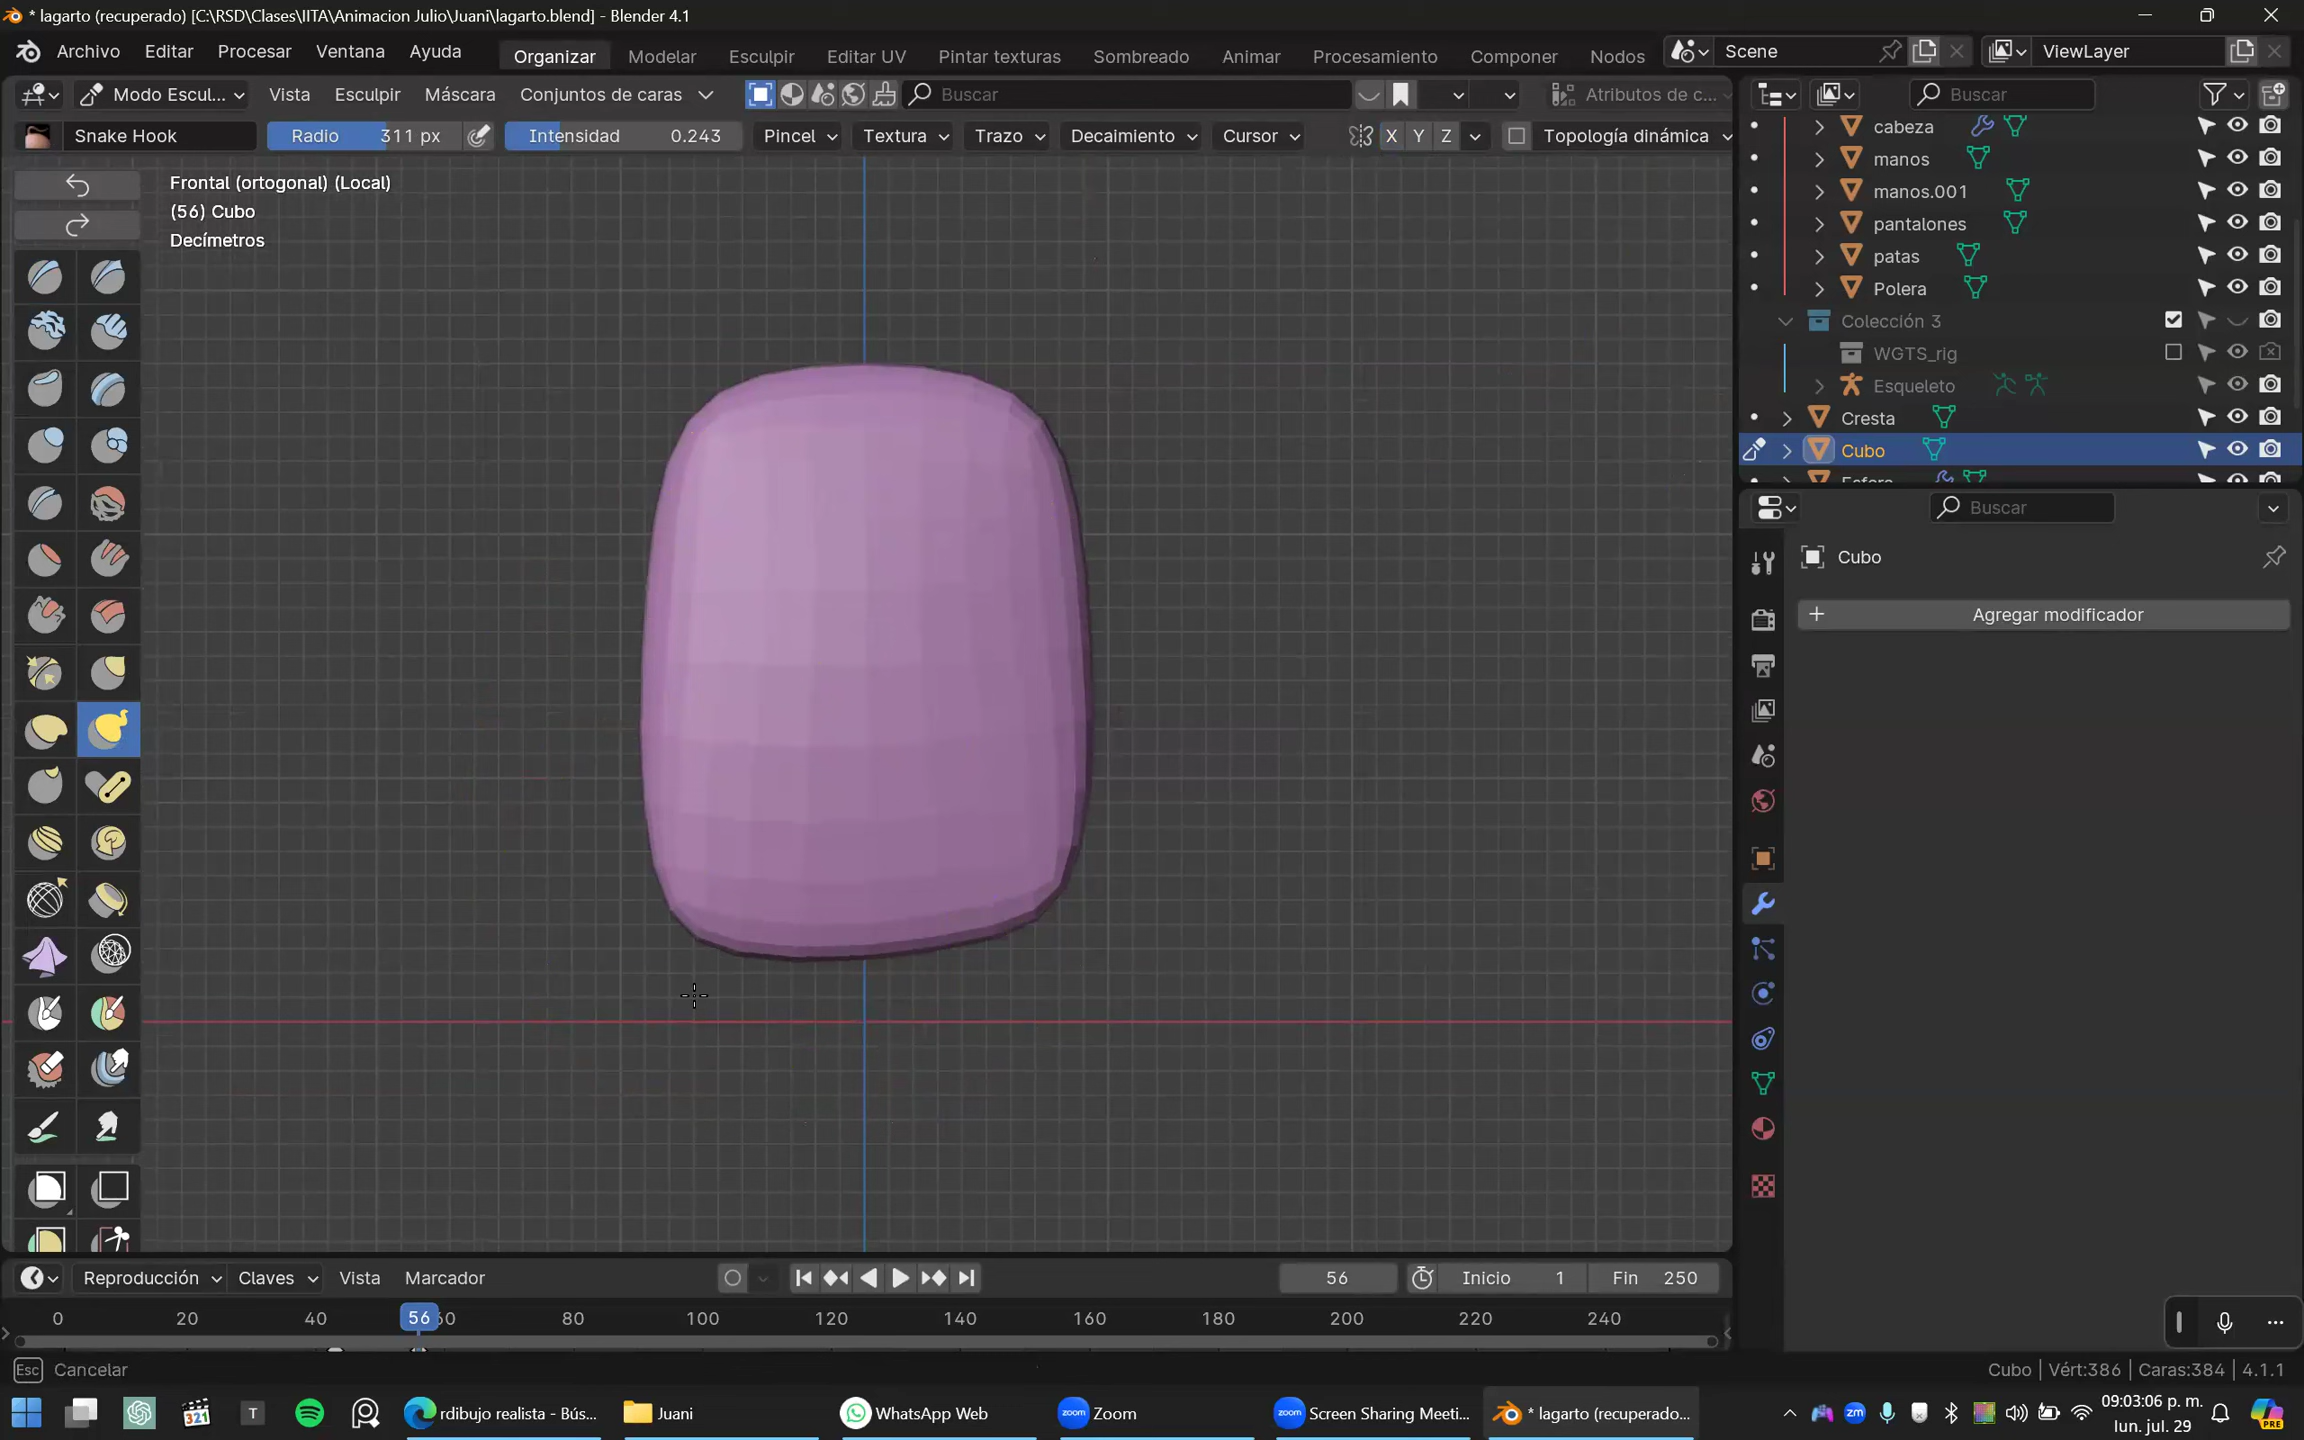 * lagarto (recuperado) [C:\RSD\Clases\IITA\Animacion Julio\Juani\lagarto.blend] - Blender 4.1
Archivo Editar Procesar Ventana Ayuda Organizar Modelar Esculpir Editar UV Pintar texturas Sombreado Animar Procesamiento Componer Nodos Scene ViewLayer
Modo Escul... Vista Esculpir Máscara Conjuntos de caras Buscar Atributos de c... Buscar
Snake Hook Radio 311 px Intensidad 0.243 Pincel Textura Trazo Decaimiento Cursor X Y Z Topología dinámica
Frontal (ortogonal) (Local)
(56) Cubo
Decímetros
cabeza
manos
manos.001
pantalones
patas
Polera
Colección 3
WGTS_rig
Esqueleto
Cresta
Cubo
Buscar
Cubo
Agregar modificador
Reproducción Claves Vista Marcador 56 Inicio 1 Fin 250
0 20 40 56 60 80 100 120 140 160 180 200 220 240
Esc Cancelar Cubo | Vért:386 | Caras:384 | 4.1.1
rdibujo realista - Bús... Juani WhatsApp Web zoom Zoom zoom Screen Sharing Meeti... * lagarto (recuperado... zm 09:03:06 p. m.
lun. jul. 29
321
T
PRE